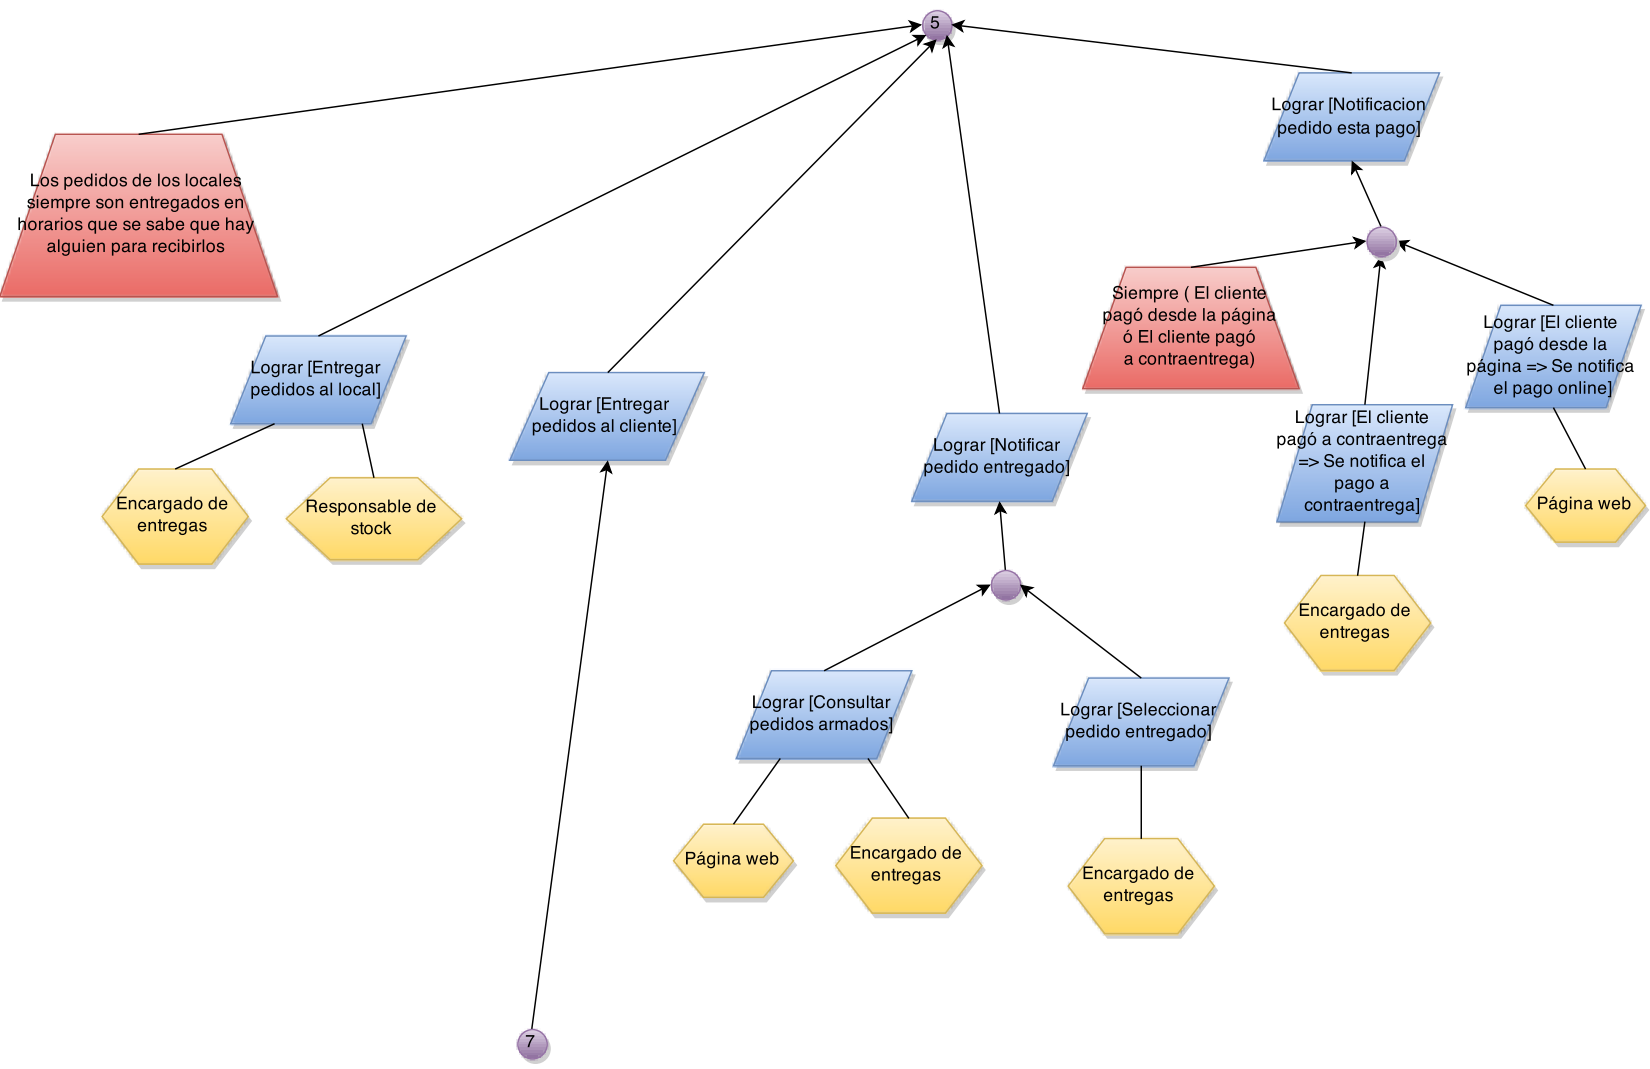 5
Lograr [Notificacion
pedido esta pago]
Los pedidos de los locales
siempre son entregados en
horarios que se sabe que hay
alguien para recibirlos
Siempre ( El cliente
pagó desde la página
ó El cliente pagó
a contraentrega)
Lograr [El cliente
pagó desde la
página => Se notifica
el pago online]
Lograr [Entregar
pedidos al local]
Lograr [Entregar
pedidos al cliente]
Lograr [Notificar
pedido entregado]
Lograr [El cliente
pagó a contraentrega
=> Se notifica el
pago a
contraentrega]
Encargado de
entregas
Responsable de
stock
Página web
Encargado de
entregas
Lograr [Consultar
pedidos armados]
Lograr [Seleccionar
pedido entregado]
Página web
Encargado de
entregas
Encargado de
entregas
7